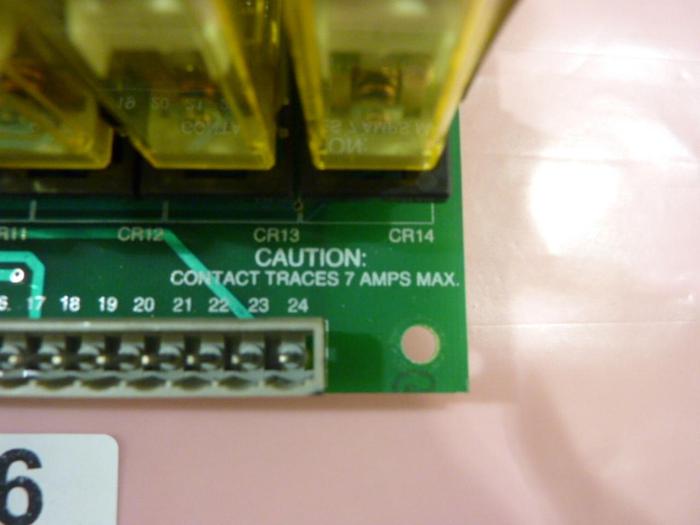 CR11 CR12 CR13 CR14
CAUTION:
CONTACT TRACES 7 AMPS MAX.
17 18 19 20 21 22 23 24
6